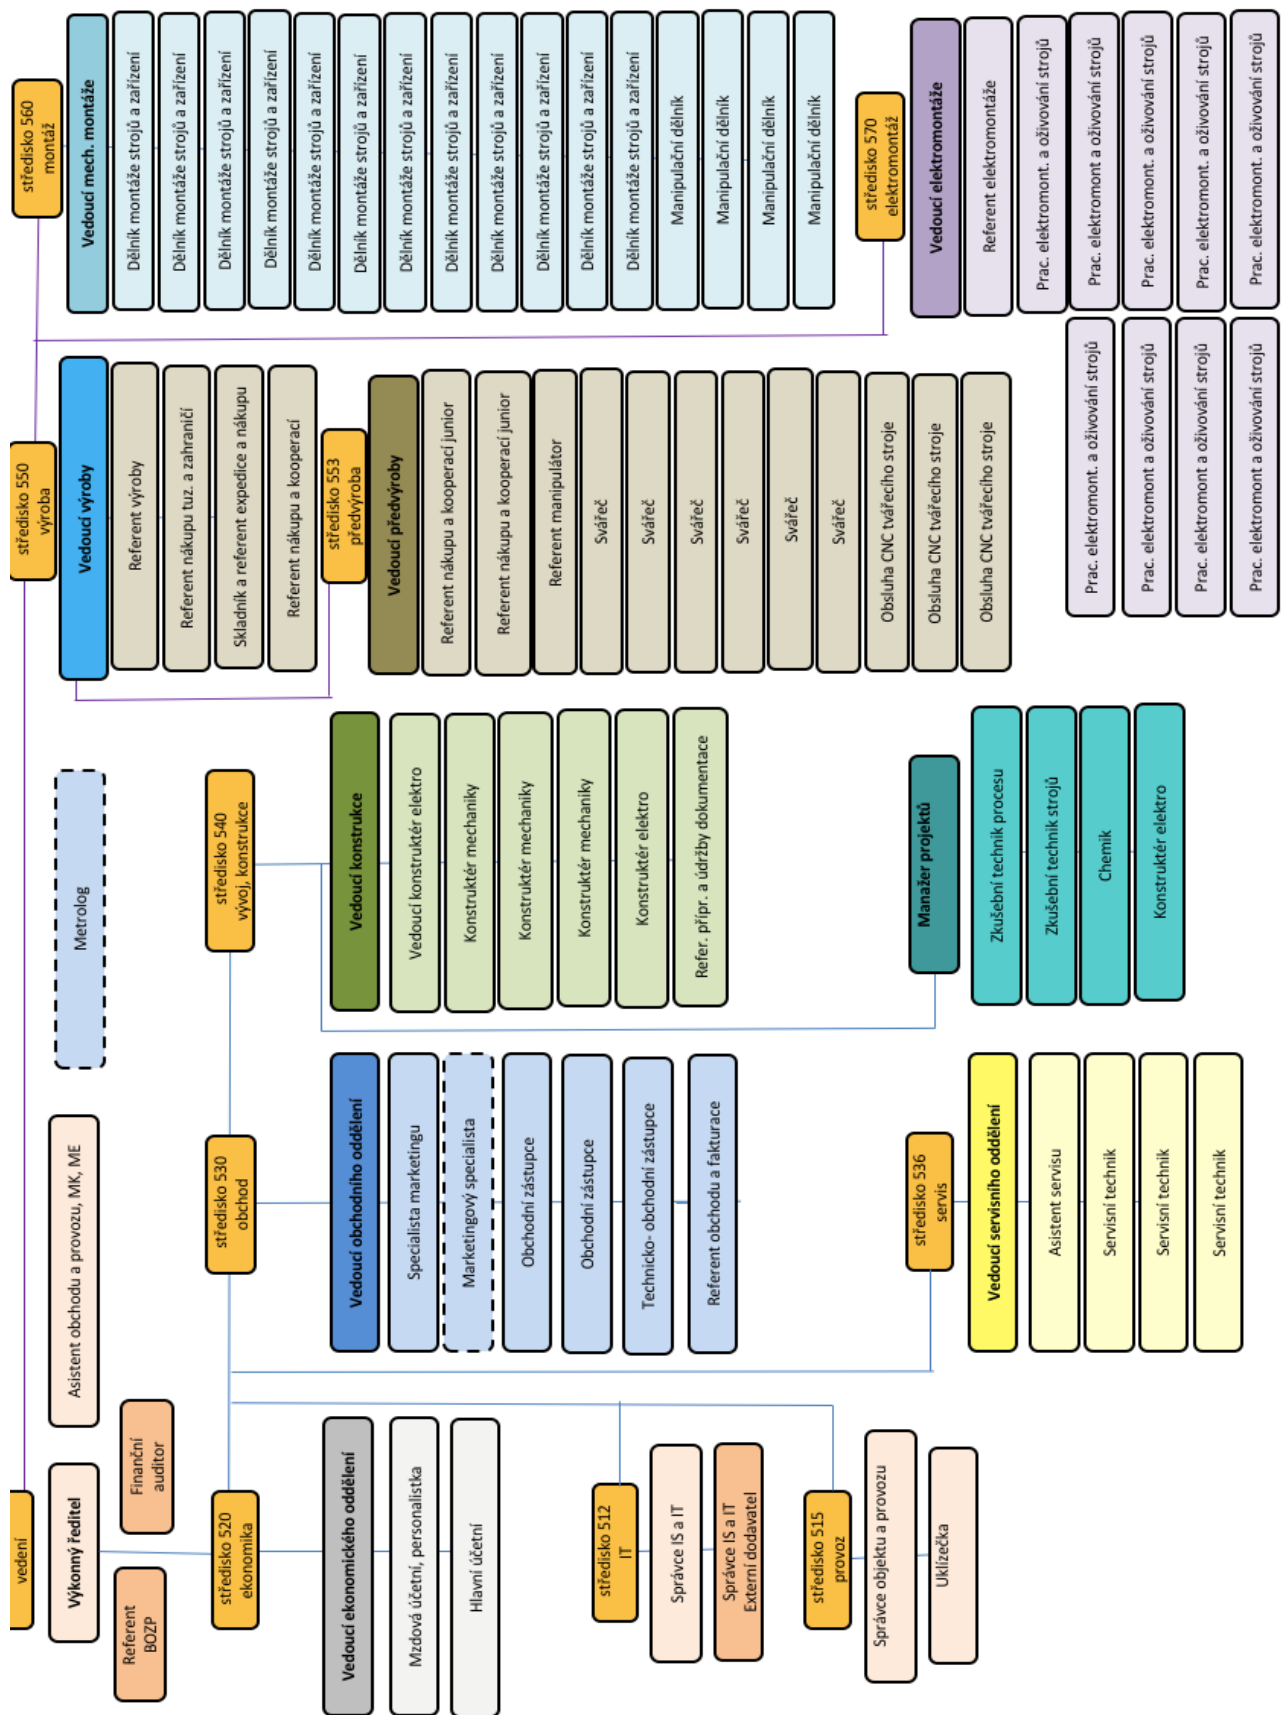 vedení
Výkonný ředitel
Asistent obchodu a provozu, MK, ME
Metrolog
Referent
BOZP
Finanční
auditor
středisko 520
ekonomika
Vedoucí ekonomického oddělení
Mzdová účetní, personalistka
Hlavní účetní
středisko 512
IT
Správce IS a IT
Správce IS a IT
Externí dodavatel
středisko 515
provoz
Správce objektu a provozu
Uklízečka
středisko 530
obchod
Vedoucí obchodního oddělení
Specialista marketingu
Marketingový specialista
Obchodní zástupce
Obchodní zástupce
Technicko- obchodní zástupce
Referent obchodu a fakturace
středisko 536
servis
Vedoucí servisního oddělení
Asistent servisu
Servisní technik
Servisní technik
Servisní technik
středisko 540
vývoj, konstrukce
Vedoucí konstrukce
Vedoucí konstruktér elektro
Konstruktér mechaniky
Konstruktér mechaniky
Konstruktér mechaniky
Konstruktér elektro
Refer. přípr. a údržby dokumentace
Manažer projektů
Zkušební technik procesu
Zkušební technik strojů
Chemik
Konstruktér elektro
středisko 550
výroba
Vedoucí výroby
Referent výroby
Referent nákupu tuz. a zahraničí
Skladník a referent expedice a nákupu
Referent nákupu a kooperací
středisko 553
předvýroba
Vedoucí předvýroby
Referent nákupu a kooperací junior
Referent nákupu a kooperací junior
Referent manipulátor
Svářeč
Svářeč
Svářeč
Svářeč
Svářeč
Svářeč
Obsluha CNC tvářecího stroje
Obsluha CNC tvářecího stroje
Obsluha CNC tvářecího stroje
středisko 560
montáž
Vedoucí mech. montáže
Dělník montáže strojů a zařízení
Dělník montáže strojů a zařízení
Dělník montáže strojů a zařízení
Dělník montáže strojů a zařízení
Dělník montáže strojů a zařízení
Dělník montáže strojů a zařízení
Dělník montáže strojů a zařízení
Dělník montáže strojů a zařízení
Dělník montáže strojů a zařízení
Dělník montáže strojů a zařízení
Dělník montáže strojů a zařízení
Dělník montáže strojů a zařízení
Manipulační dělník
Manipulační dělník
Manipulační dělník
Manipulační dělník
středisko 570
elektromontáž
Vedoucí elektromontáže
Referent elektromontáže
Prac. elektromont. a oživování strojů
Prac. elektromont. a oživování strojů
Prac. elektromont a oživování strojů
Prac. elektromont a oživování strojů
Prac. elektromont. a oživování strojů
Prac. elektromont a oživování strojů
Prac. elektromont. a oživování strojů
Prac. elektromont a oživování strojů
Prac. elektromont. a oživování strojů